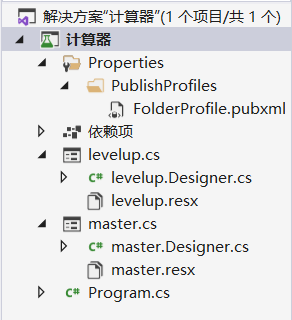 解决方案“计算器”(1 个项目/共 1 个)
计算器
Properties
PublishProfiles
FolderProfile.pubxml
依赖项
levelup.cs
C# levelup.Designer.cs
levelup.resx
master.cs
C# master.Designer.cs
master.resx
C# Program.cs